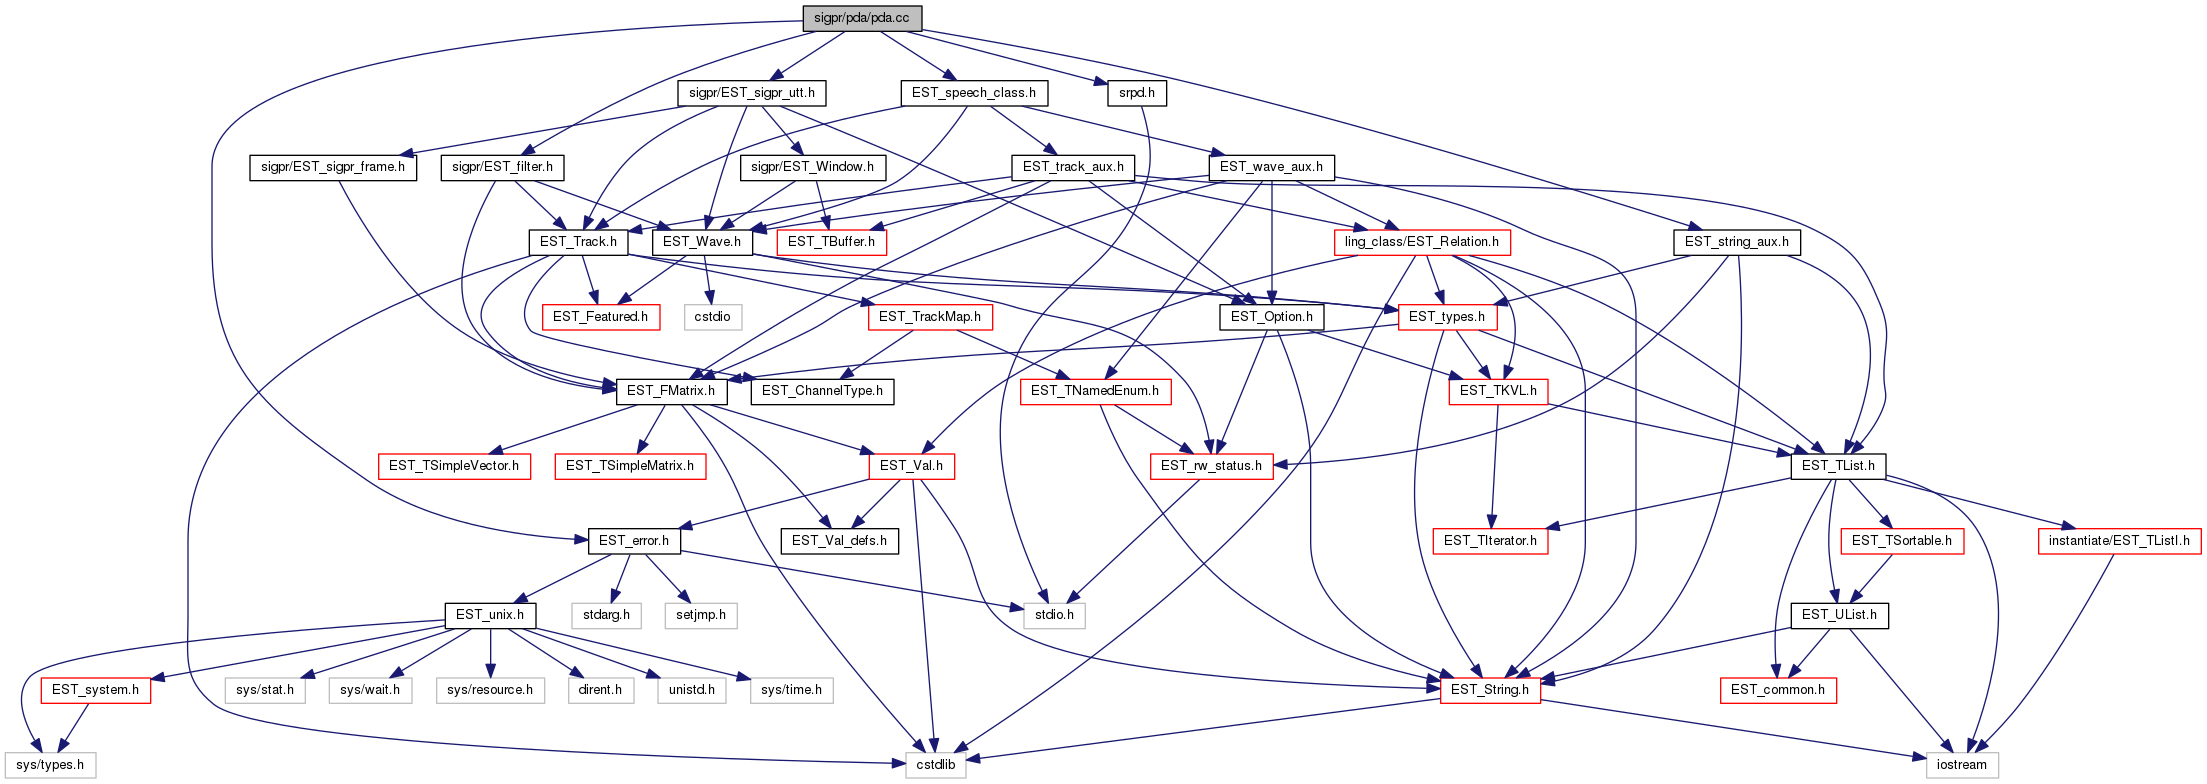 sigpr/pda/pda.cc
sigpr/EST_sigpr_utt.h
EST_speech_class.h
srpd.h
sigpr/EST_sigpr_frame.h
sigpr/EST_filter.h
sigpr/EST_Window.h
EST_track_aux.h
EST_wave_aux.h
EST_Track.h
EST_Wave.h
EST_TBuffer.h
ling_class/EST_Relation.h
EST_string_aux.h
EST_Featured.h
cstdio
EST_TrackMap.h
EST_Option.h
EST_types.h
EST_FMatrix.h
EST_ChannelType.h
EST_TNamedEnum.h
EST_TKVL.h
EST_TSimpleVector.h
EST_TSimpleMatrix.h
EST_Val.h
EST_rw_status.h
EST_TList.h
EST_error.h
EST_Val_defs.h
EST_TIterator.h
EST_TSortable.h
instantiate/EST_TListI.h
EST_unix.h
stdarg.h
setjmp.h
stdio.h
EST_UList.h
EST_system.h
sys/stat.h
sys/wait.h
sys/resource.h
dirent.h
unistd.h
sys/time.h
EST_String.h
EST_common.h
sys/types.h
cstdlib
iostream